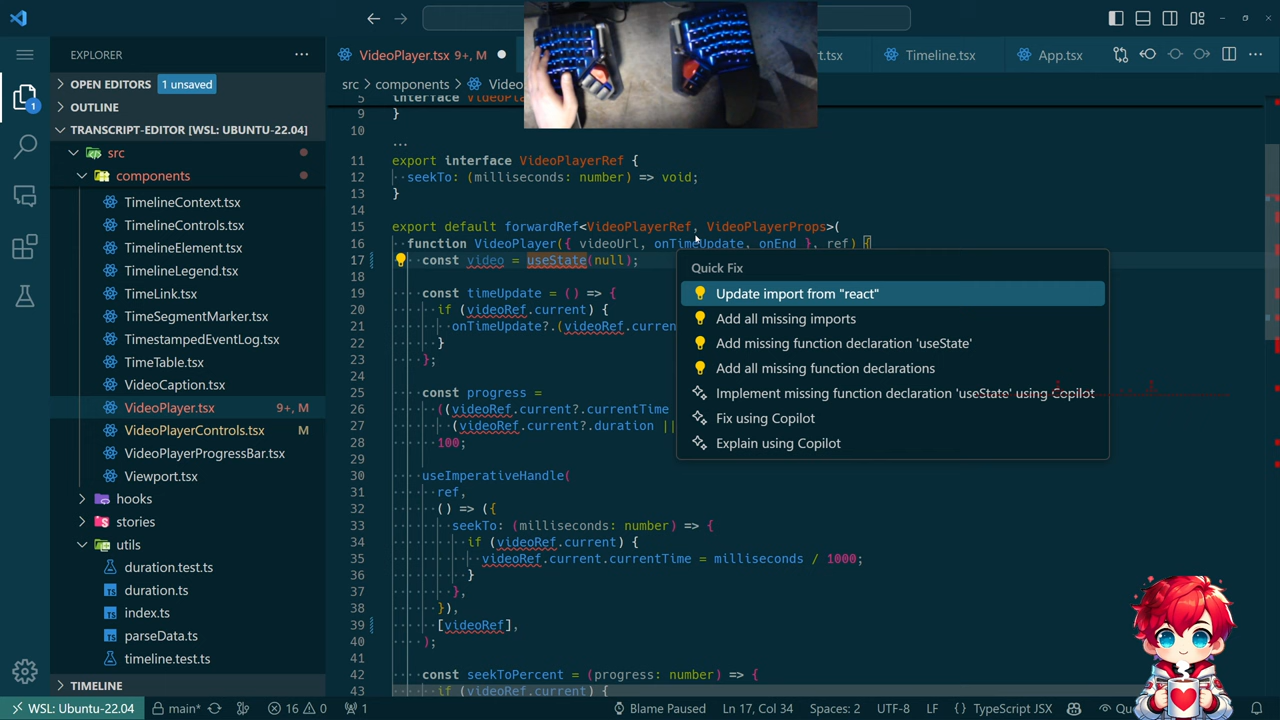 EXPLORER
OPEN EDITORS 1 unsaved
OUTLINE
TRANSCRIPT-EDITOR [WSL: UBUNTU-22.04]
src
components
TimelineContext.tsx
TimelineControls.tsx
TimelineElement.tsx
TimelineLegend.tsx
TimeLink.tsx
TimeSegmentMarker.tsx
TimestampedEventLog.tsx
TimeTable.tsx
VideoCaption.tsx
VideoPlayer.tsx 9+, M
VideoPlayerControls.tsx M
VideoPlayerProgressBar.tsx
Viewport.tsx
hooks
stories
utils
duration.test.ts
duration.ts
index.ts
parseData.ts
timeline.test.ts
TIMELINE
VideoPlayer.tsx 9+, M
Timeline.tsx
App.tsx
src > components >
9 }
10
...
11 export interface VideoPlayerRef {
12 seekTo: (milliseconds: number) => void;
13 }
14
15 export default forwardRef<VideoPlayerRef, VideoPlayerProps>(
16 function VideoPlayer({ videoUrl, onTimeUpdate, onEnd }, ref) {
17 const video = useState(null);
18
19 const timeUpdate = () => {
20 if (videoRef.current) {
21 onTimeUpdate?.(videoRef.curren
22 }
23 };
24
25 const progress =
26 ((videoRef.current?.currentTime
27 (videoRef.current?.duration ||
28 100;
29
30 useImperativeHandle(
31 ref,
32 () => ({
33 seekTo: (milliseconds: number) => {
34 if (videoRef.current) {
35 videoRef.current.currentTime = milliseconds / 1000;
36 }
37 },
38 }),
39 [videoRef],
40 );
41
42 const seekToPercent = (progress: number) => {
43 if (videoRef.current) {
Quick Fix
Update import from "react"
Add all missing imports
Add missing function declaration 'useState'
Add all missing function declarations
Implement missing function declaration 'useState' using Copilot
Fix using Copilot
Explain using Copilot
WSL: Ubuntu-22.04 main* 16 0 1 Blame Paused Ln 17, Col 34 Spaces: 2 UTF-8 LF {} TypeScript JSX